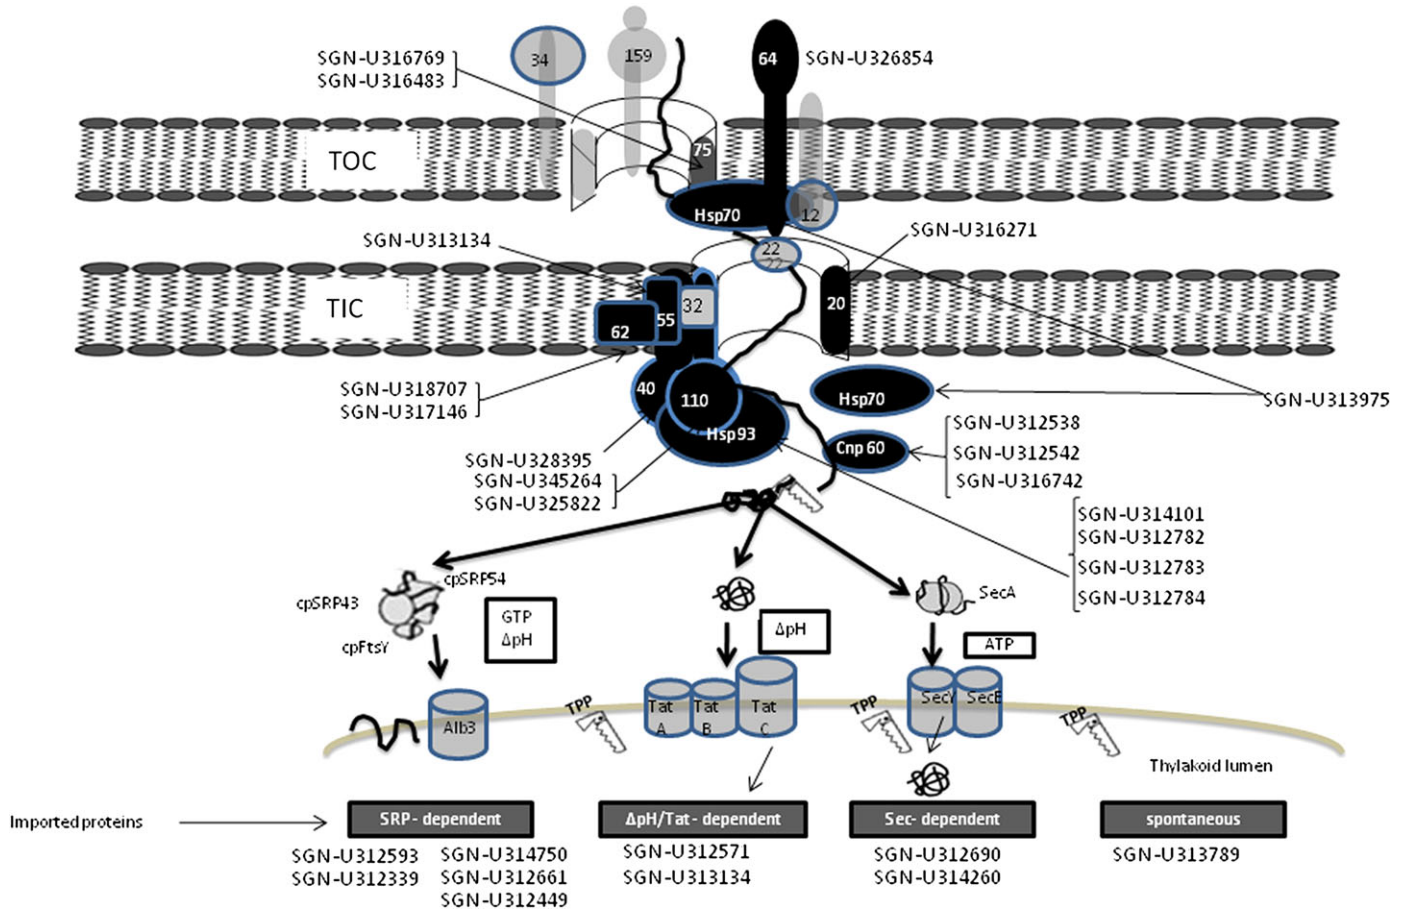 34
159
64
SGN-U326854
SGN-U316769
SGN-U316483
TOC
75
Hsp70
12
SGN-U313134
22
SGN-U316271
TIC
62
55
32
20
SGN-U318707
SGN-U317146
40
110
Hsp93
Hsp70
SGN-U313975
Cnp 60
SGN-U312538
SGN-U312542
SGN-U316742
SGN-U328395
SGN-U345264
SGN-U325822
SGN-U314101
SGN-U312782
SGN-U312783
SGN-U312784
cpSRP54
cpSRP43
cpFtsY
GTP
ΔpH
ΔpH
SecA
ATP
Alb3
TPP
Tat A
Tat B
Tat C
TPP
SecY
SecE
TPP
Thylakoid lumen
Imported proteins
SRP- dependent
ΔpH/Tat- dependent
Sec- dependent
spontaneous
SGN-U312593
SGN-U312339
SGN-U314750
SGN-U312661
SGN-U312449
SGN-U312571
SGN-U313134
SGN-U312690
SGN-U314260
SGN-U313789